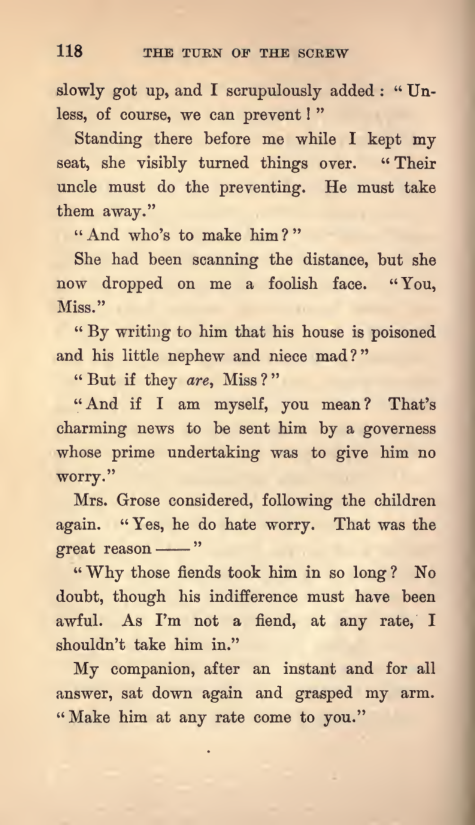 118 THE TURN OF THE SCREW
slowly got up, and I scrupulously added : “ Un-
less, of course, we can prevent ! ”
Standing there before me while I kept my
seat, she visibly turned things over. “ Their
uncle must do the preventing. He must take
them away.”
“ And who’s to make him ? ”
She had been scanning the distance, but she
now dropped on me a foolish face. “ You,
Miss.”
“ By writing to him that his house is poisoned
and his little nephew and niece mad ? ”
“ But if they are, Miss ? ”
“ And if I am myself, you mean ? That’s
charming news to be sent him by a governess
whose prime undertaking was to give him no
worry.”
Mrs. Grose considered, following the children
again. “ Yes, he do hate worry. That was the
great reason —— ”
“ Why those fiends took him in so long ? No
doubt, though his indifference must have been
awful. As I’m not a fiend, at any rate, I
shouldn’t take him in.”
My companion, after an instant and for all
answer, sat down again and grasped my arm.
“ Make him at any rate come to you.”